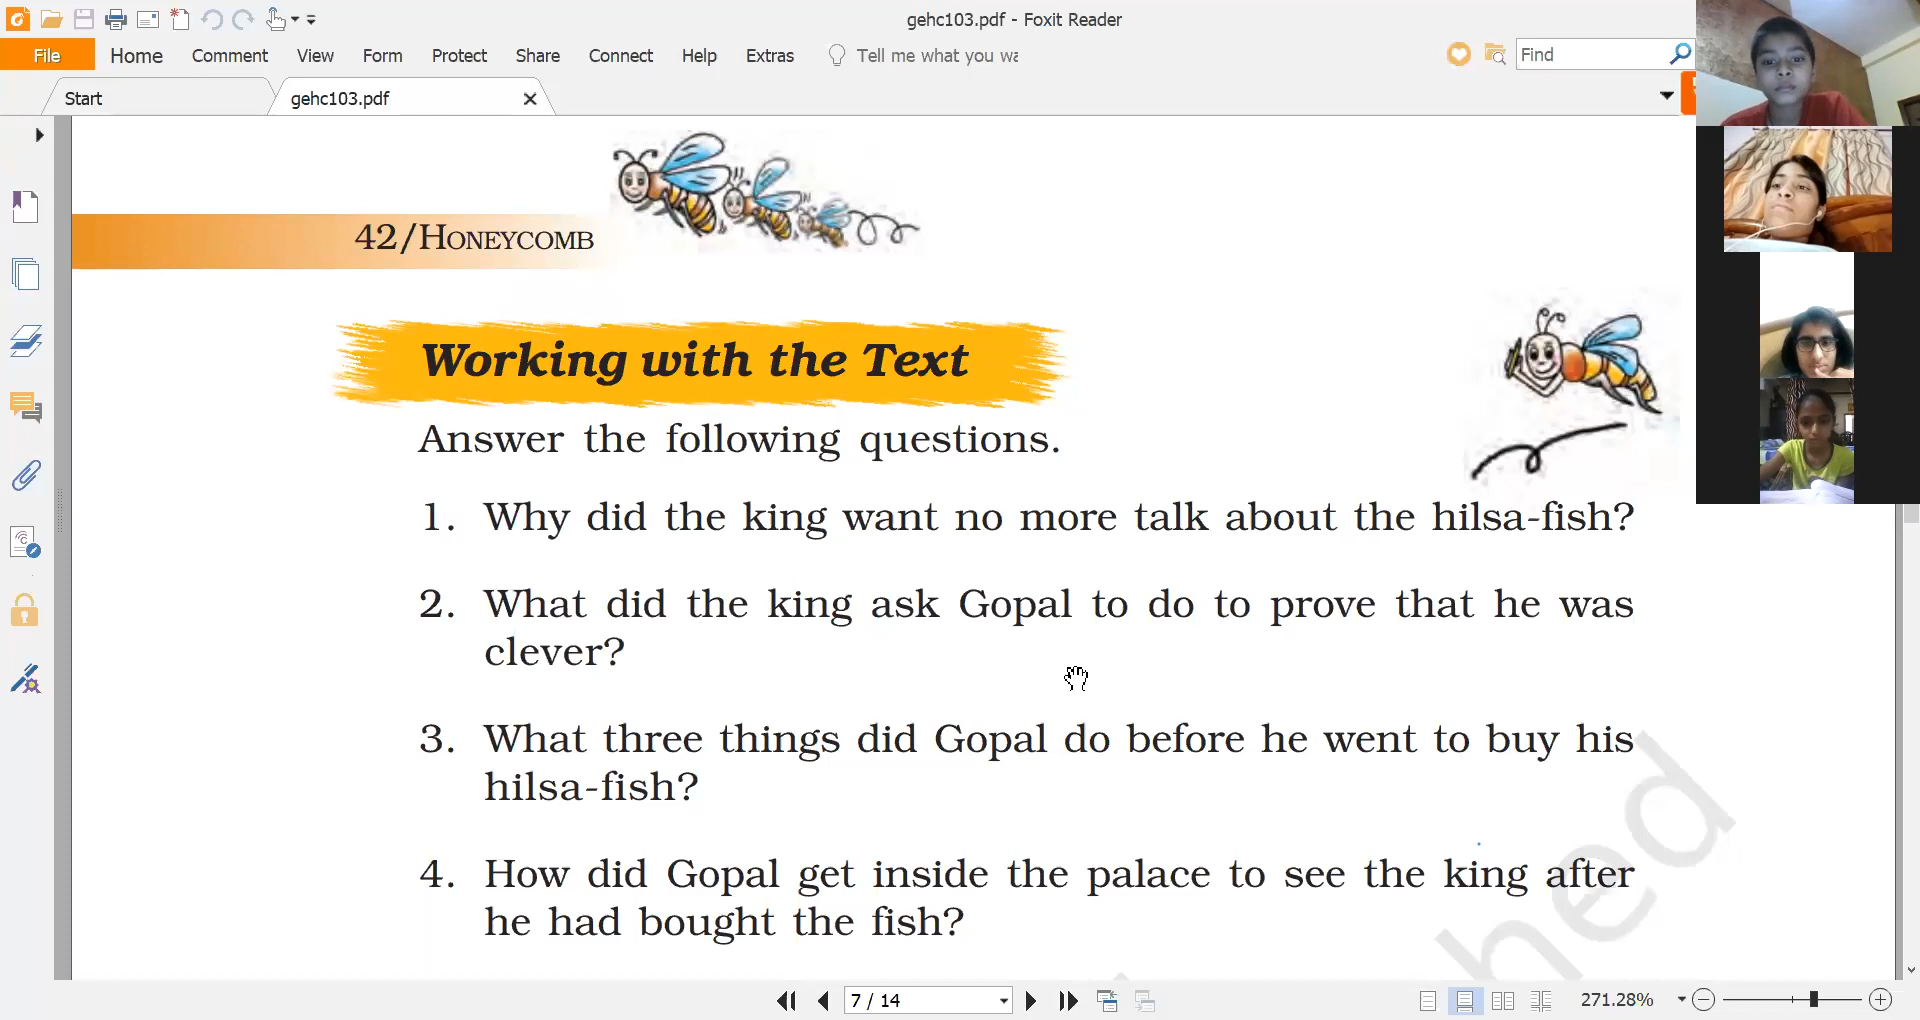 gehc103.pdf - Foxit Reader
File Home Comment View Form Protect Share Connect Help Extras Tell me what you wa Find
Start gehc103.pdf
42/HONEYCOMB
Working with the Text
Answer the following questions.
1. Why did the king want no more talk about the hilsa-fish?
2. What did the king ask Gopal to do to prove that he was
clever?
3. What three things did Gopal do before he went to buy his
hilsa-fish?
4. How did Gopal get inside the palace to see the king after
he had bought the fish?
hed
7 / 14 271.28%